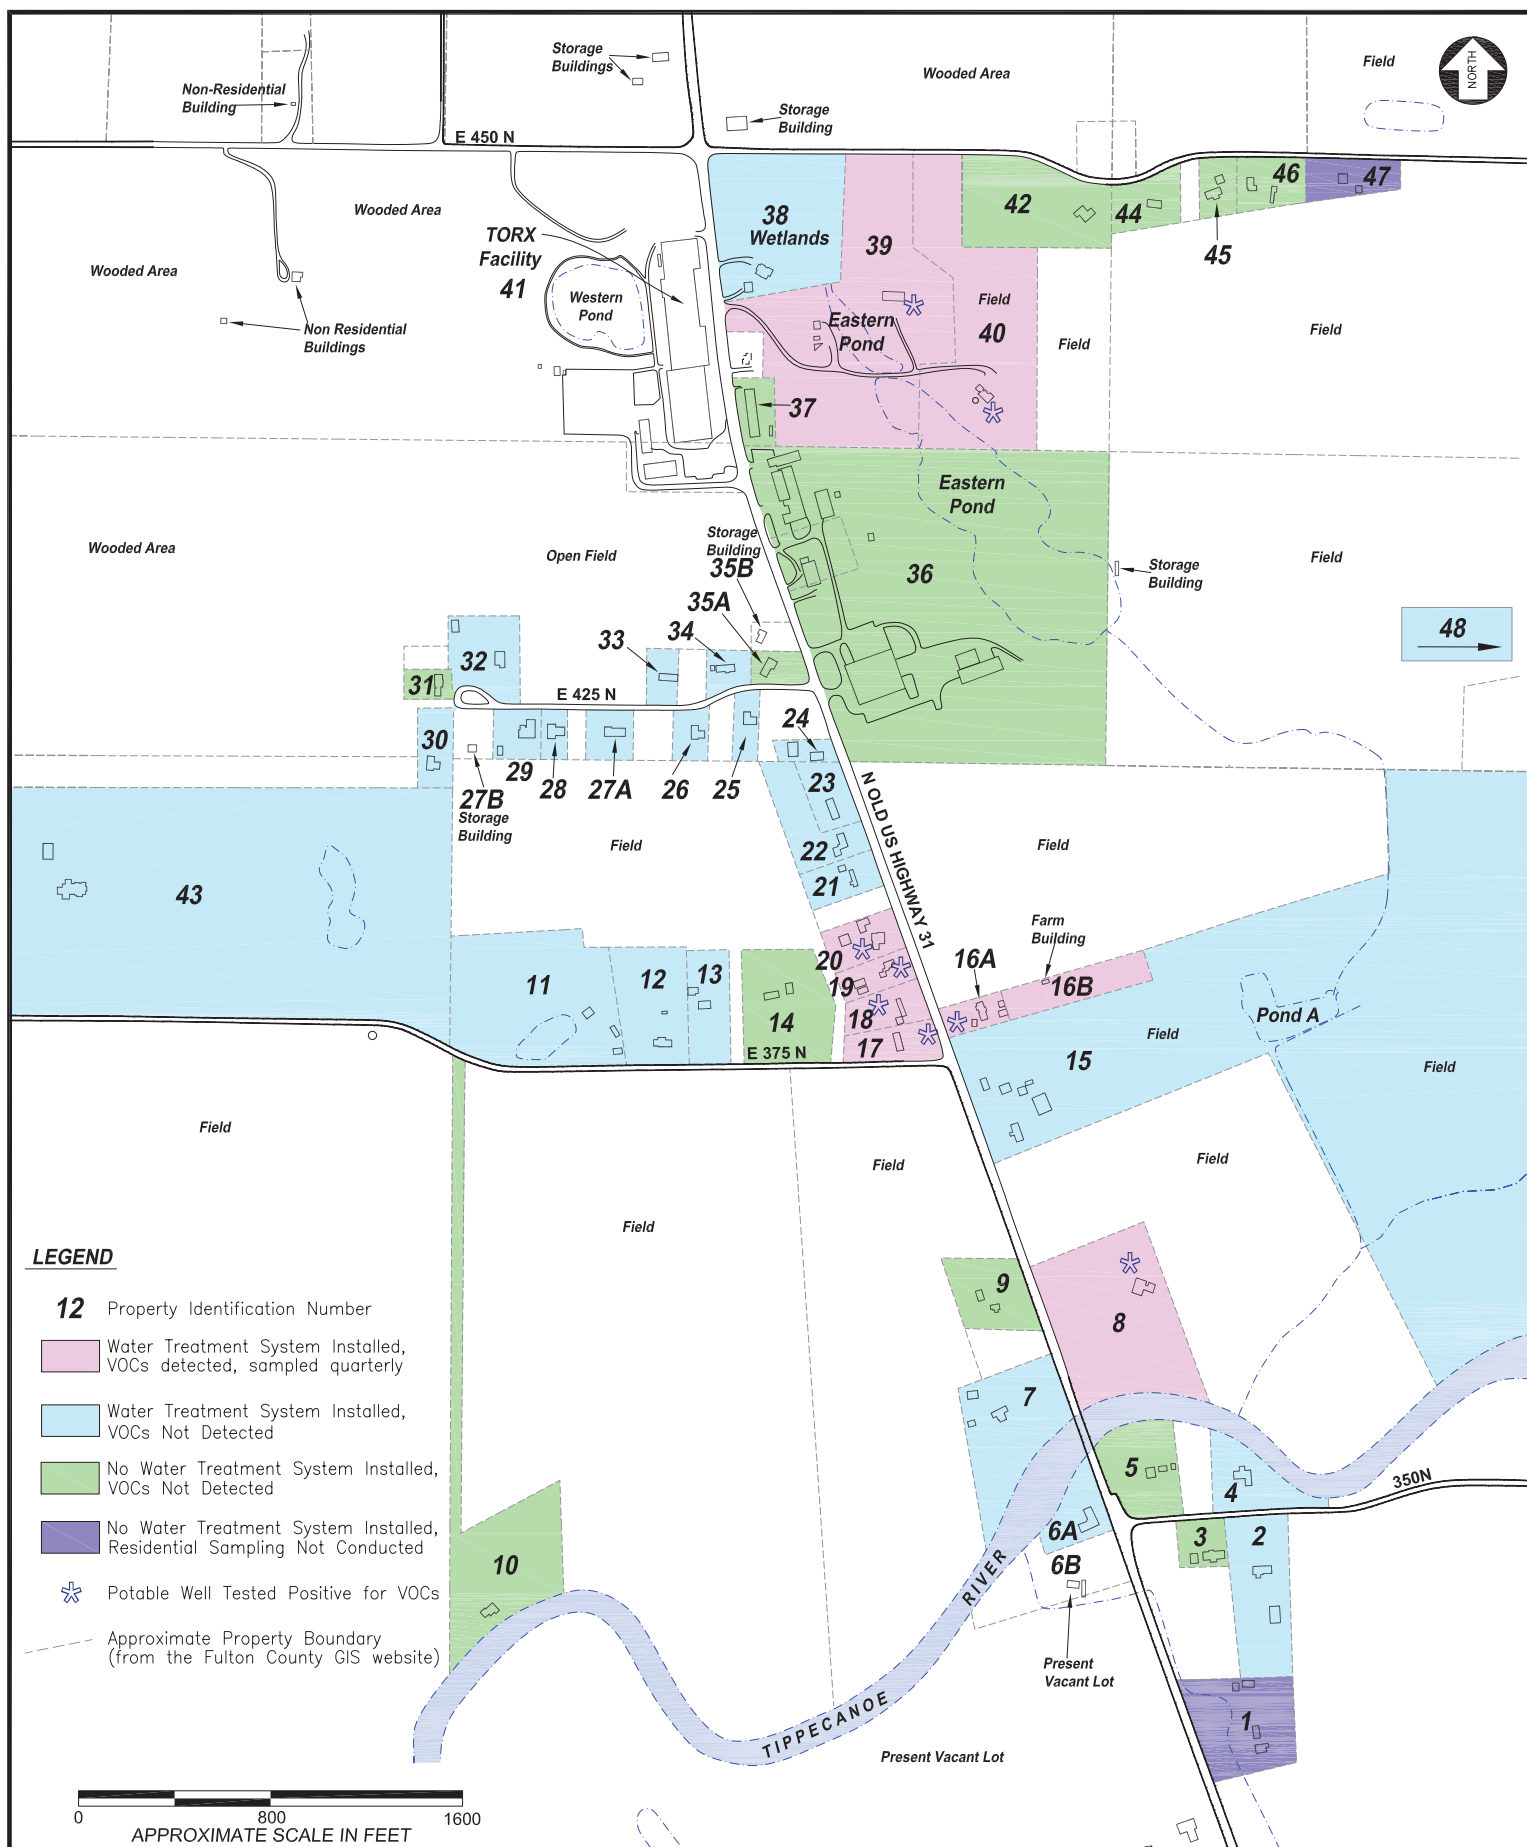 Storage
Buildings
Non-Residential
Building
Wooded Area
Field
NORTH
Storage
Building
E 450 N
Wooded Area
Wooded Area
TORX
Facility
41
Western
Pond
Non Residential
Buildings
38
Wetlands
39
42
44
45
46
47
Field
40
Eastern
Pond
Field
Field
37
Eastern
Pond
Wooded Area
Open Field
Storage
Building
35B
36
Storage
Building
Field
35A
34
33
48
32
31
E 425 N
30
29
28
27A
26
25
24
23
27B
Storage
Building
Field
22
21
N OLD US HIGHWAY 31
Field
43
Farm
Building
16A
16B
20
19
18
17
11
12
13
14
E 375 N
Pond A
Field
15
Field
Field
Field
Field
Field
LEGEND
12 Property Identification Number
Water Treatment System Installed,
VOCs detected, sampled quarterly
Water Treatment System Installed,
VOCs Not Detected
No Water Treatment System Installed,
VOCs Not Detected
No Water Treatment System Installed,
Residential Sampling Not Conducted
Potable Well Tested Positive for VOCs
Approximate Property Boundary
(from the Fulton County GIS website)
9
8
7
5
4
350N
6A
6B
3
2
10
RIVER
Present
Vacant Lot
1
TIPPECANOE
Present Vacant Lot
0 800 1600
APPROXIMATE SCALE IN FEET